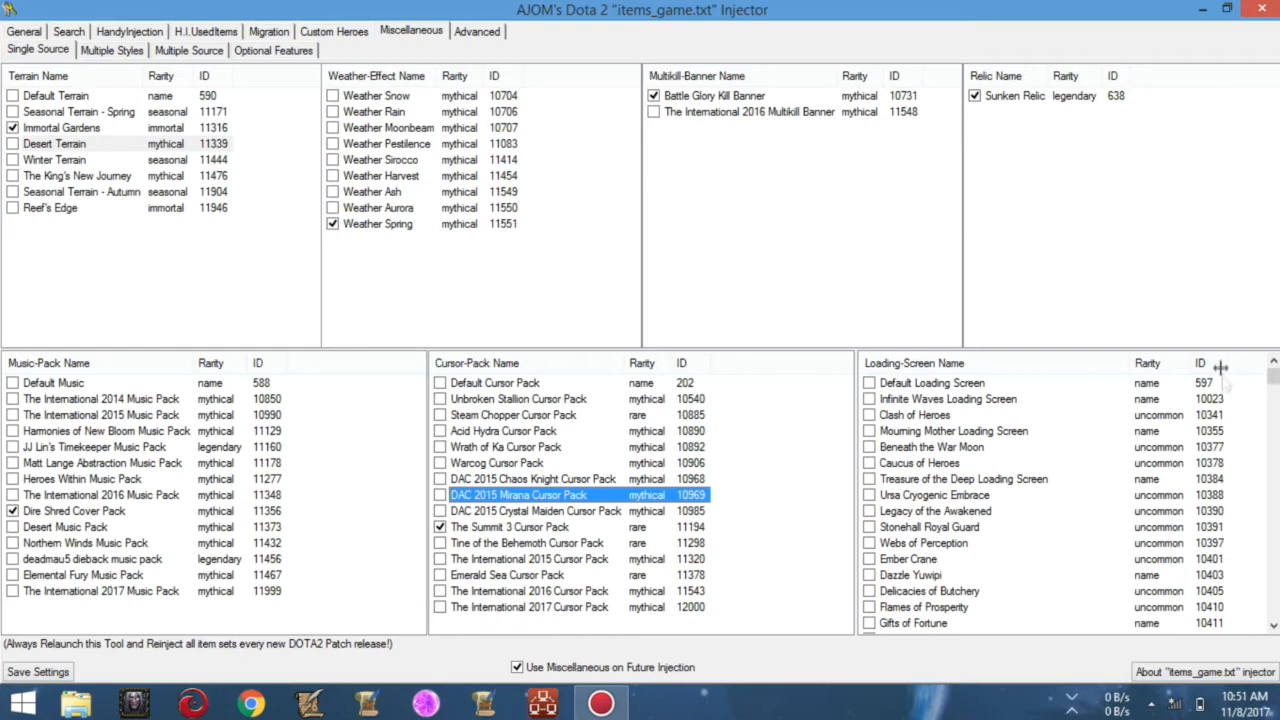 AJOM's Dota 2 "items_game.txt" Injector
General Search HandyInjection H.I.UsedItems Migration Custom Heroes Miscellaneous Advanced
Single Source Multiple Styles Multiple Source Optional Features
Terrain Name Rarity ID
Default Terrain name 590
Seasonal Terrain - Spring seasonal 11171
Immortal Gardens immortal 11316
Desert Terrain mythical 11339
Winter Terrain seasonal 11444
The King's New Journey mythical 11476
Seasonal Terrain - Autumn seasonal 11904
Reef's Edge immortal 11946
Weather-Effect Name Rarity ID
Weather Snow mythical 10704
Weather Rain mythical 10706
Weather Moonbeam mythical 10707
Weather Pestilence mythical 11083
Weather Sirocco mythical 11414
Weather Harvest mythical 11454
Weather Ash mythical 11549
Weather Aurora mythical 11550
Weather Spring mythical 11551
Multikill-Banner Name Rarity ID
Battle Glory Kill Banner mythical 10731
The International 2016 Multikill Banner mythical 11548
Relic Name Rarity ID
Sunken Relic legendary 638
Music-Pack Name Rarity ID
Default Music name 588
The International 2014 Music Pack mythical 10850
The International 2015 Music Pack mythical 10990
Harmonies of New Bloom Music Pack mythical 11129
JJ Lin's Timekeeper Music Pack legendary 11160
Matt Lange Abstraction Music Pack mythical 11178
Heroes Within Music Pack mythical 11277
The International 2016 Music Pack mythical 11348
Dire Shred Cover Pack mythical 11356
Desert Music Pack mythical 11373
Northern Winds Music Pack mythical 11432
deadmau5 dieback music pack legendary 11456
Elemental Fury Music Pack mythical 11467
The International 2017 Music Pack mythical 11999
Cursor-Pack Name Rarity ID
Default Cursor Pack name 202
Unbroken Stallion Cursor Pack mythical 10540
Steam Chopper Cursor Pack rare 10885
Acid Hydra Cursor Pack mythical 10890
Wrath of Ka Cursor Pack mythical 10892
Warcog Cursor Pack mythical 10906
DAC 2015 Chaos Knight Cursor Pack mythical 10968
DAC 2015 Mirana Cursor Pack mythical 10969
DAC 2015 Crystal Maiden Cursor Pack mythical 10985
The Summit 3 Cursor Pack rare 11194
Tine of the Behemoth Cursor Pack rare 11298
The International 2015 Cursor Pack mythical 11320
Emerald Sea Cursor Pack rare 11378
The International 2016 Cursor Pack mythical 11543
The International 2017 Cursor Pack mythical 12000
Loading-Screen Name Rarity ID
Default Loading Screen name 597
Infinite Waves Loading Screen name 10023
Clash of Heroes uncommon 10341
Mourning Mother Loading Screen name 10355
Beneath the War Moon uncommon 10377
Caucus of Heroes uncommon 10378
Treasure of the Deep Loading Screen name 10384
Ursa Cryogenic Embrace uncommon 10388
Legacy of the Awakened uncommon 10390
Stonehall Royal Guard uncommon 10391
Webs of Perception uncommon 10397
Ember Crane uncommon 10401
Dazzle Yuwipi name 10403
Delicacies of Butchery uncommon 10405
Flames of Prosperity uncommon 10410
Gifts of Fortune name 10411
(Always Relaunch this Tool and Reinject all item sets every new DOTA2 Patch release!)
Save Settings
Use Miscellaneous on Future Injection
About "items_game.txt" injector
0 B/s
0 B/s
10:51 AM
11/8/2017